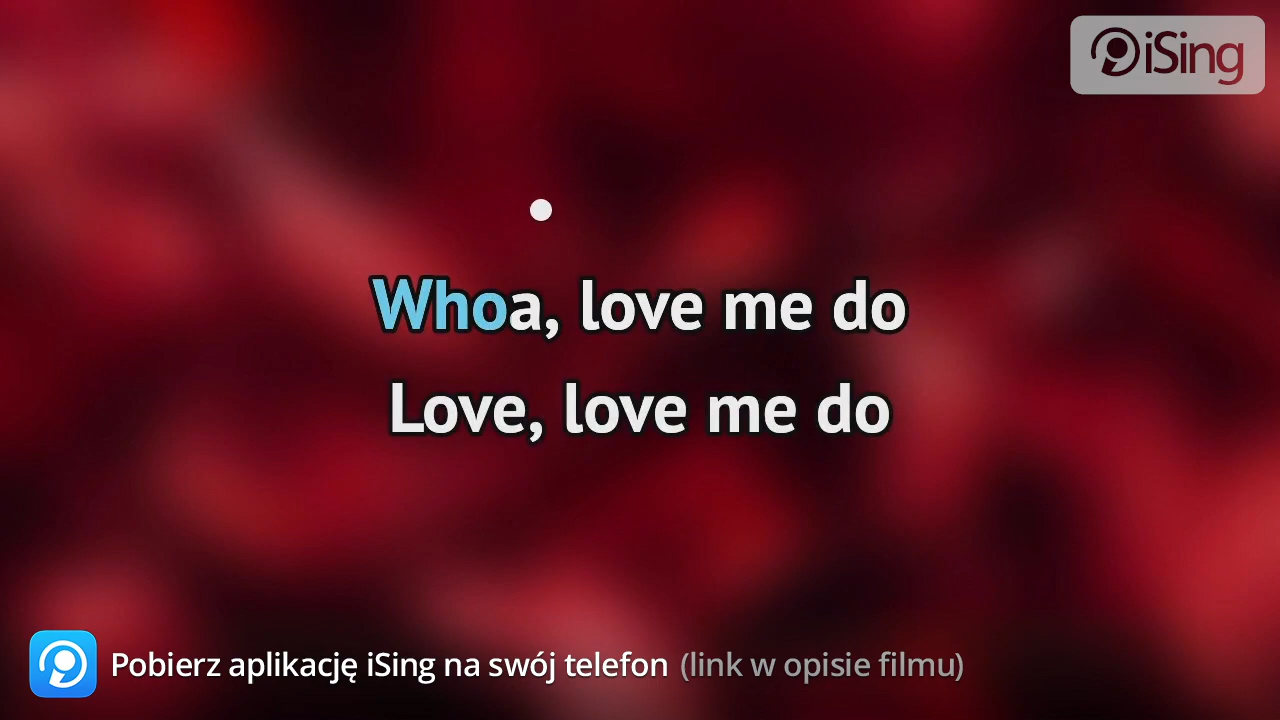 iSing
Whoa, love me do
Love, love me do
Pobierz aplikację iSing na swój telefon (link w opisie filmu)